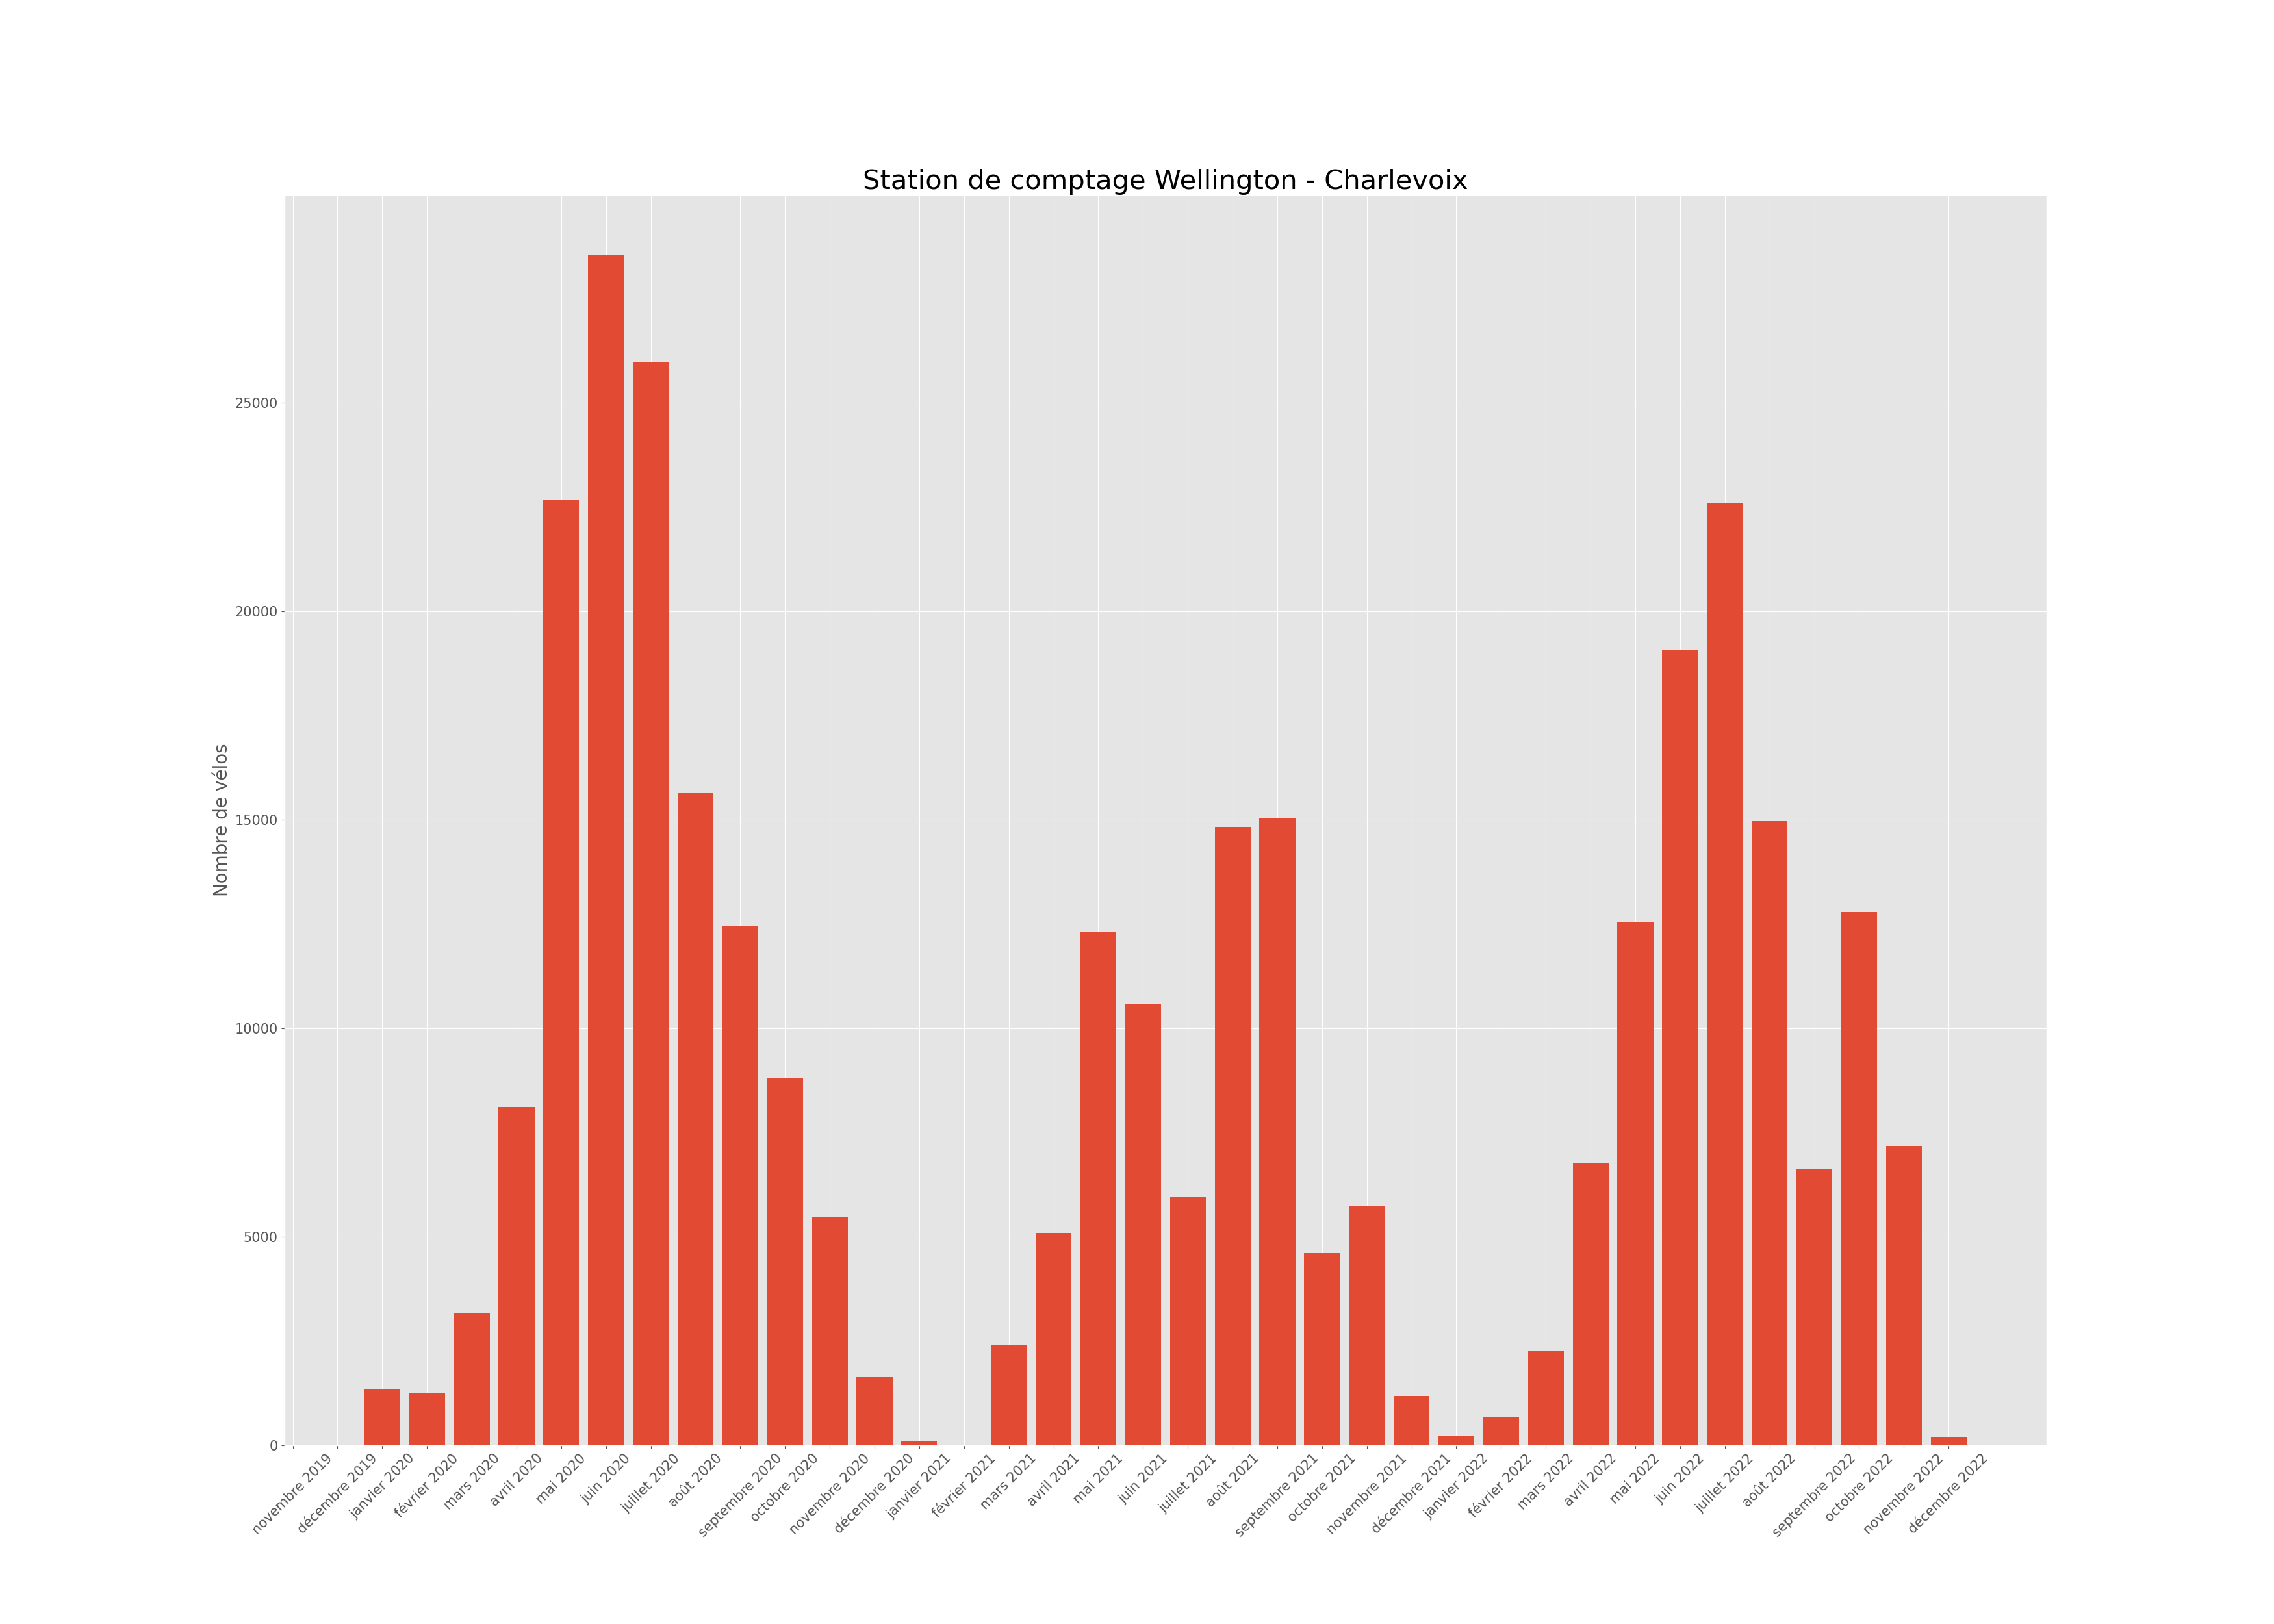 Station de comptage Wellington - Charlevoix
Nombre de vélos
25000
20000
15000
10000
5000
0
novembre 2019
décembre 2019
janvier 2020
février 2020
mars 2020
avril 2020
mai 2020
juin 2020
juillet 2020
août 2020
septembre 2020
octobre 2020
novembre 2020
décembre 2020
janvier 2021
février 2021
mars 2021
avril 2021
mai 2021
juin 2021
juillet 2021
août 2021
septembre 2021
octobre 2021
novembre 2021
décembre 2021
janvier 2022
février 2022
mars 2022
avril 2022
mai 2022
juin 2022
juillet 2022
août 2022
septembre 2022
octobre 2022
novembre 2022
décembre 2022